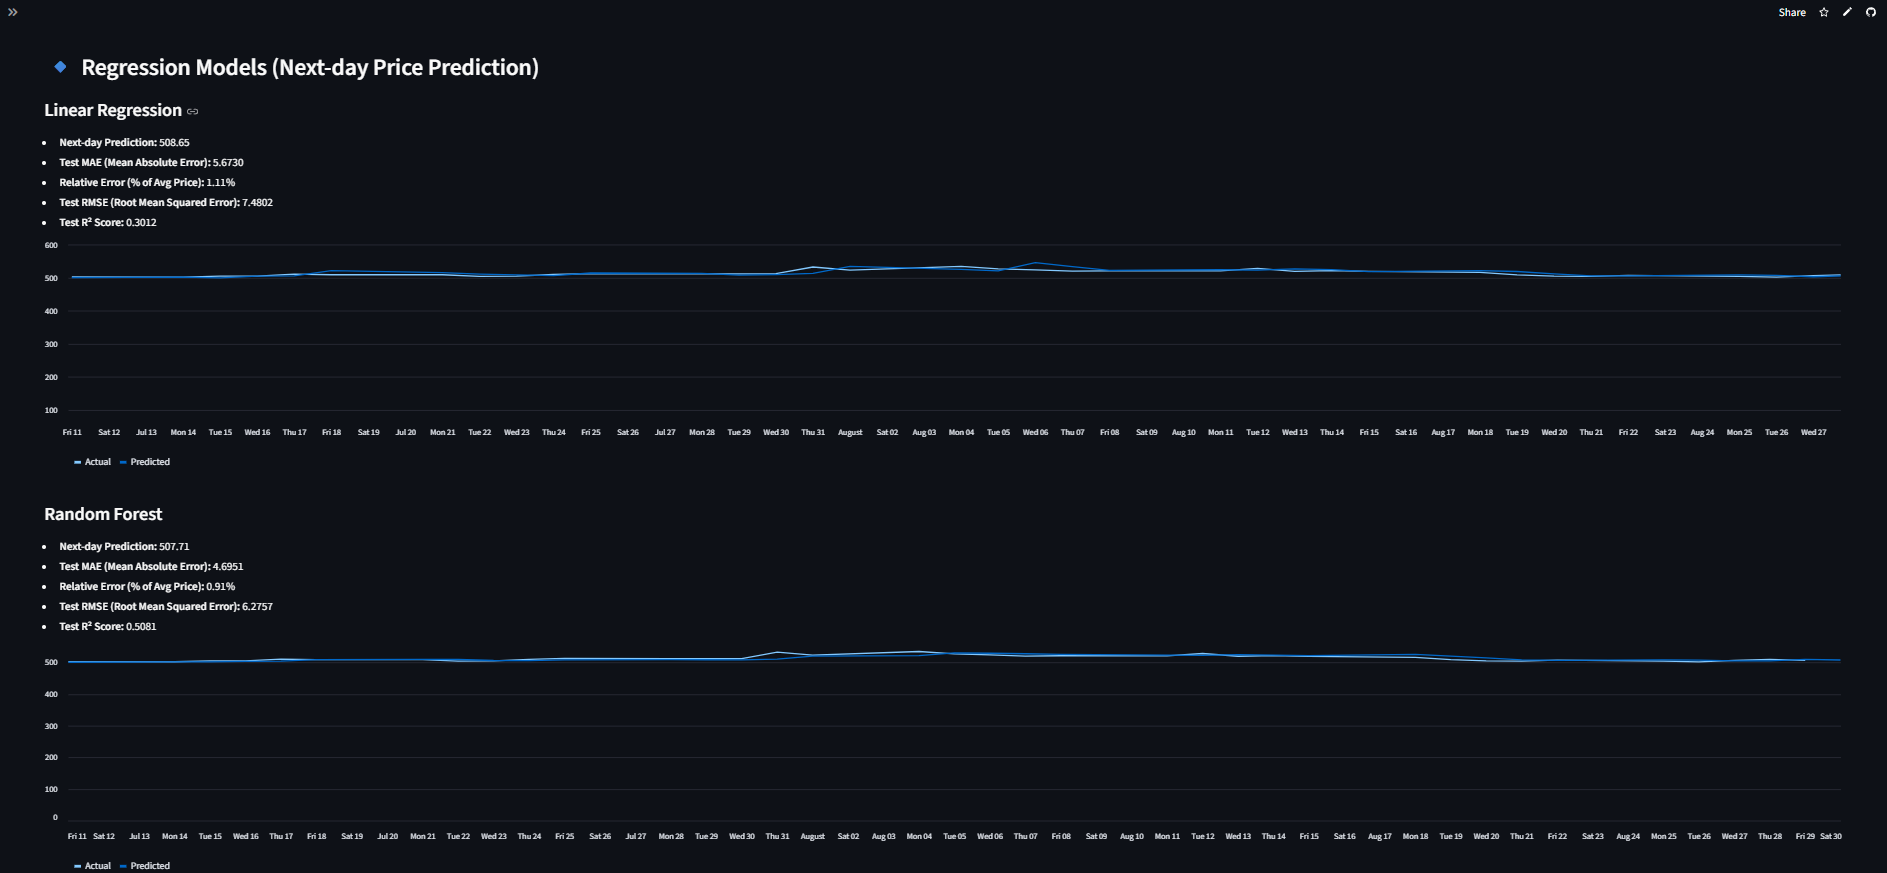 Share
Regression Models (Next-day Price Prediction)
Linear Regression
Next-day Prediction: 508.65
Test MAE (Mean Absolute Error): 5.6730
Relative Error (% of Avg Price): 1.11%
Test RMSE (Root Mean Squared Error): 7.4802
Test R² Score: 0.3012
600
500
400
300
200
100
Fri 11 Sat 12 Jul 13 Mon 14 Tue 15 Wed 16 Thu 17 Fri 18 Sat 19 Jul 20 Mon 21 Tue 22 Wed 23 Thu 24 Fri 25 Sat 26 Jul 27 Mon 28 Tue 29 Wed 30 Thu 31 August Sat 02 Aug 03 Mon 04 Tue 05 Wed 06 Thu 07 Fri 08 Sat 09 Aug 10 Mon 11 Tue 12 Wed 13 Thu 14 Fri 15 Sat 16 Aug 17 Mon 18 Tue 19 Wed 20 Thu 21 Fri 22 Sat 23 Aug 24 Mon 25 Tue 26 Wed 27
Actual Predicted
Random Forest
Next-day Prediction: 507.71
Test MAE (Mean Absolute Error): 4.6951
Relative Error (% of Avg Price): 0.91%
Test RMSE (Root Mean Squared Error): 6.2757
Test R² Score: 0.5081
500
400
300
200
100
0
Fri 11 Sat 12 Jul 13 Mon 14 Tue 15 Wed 16 Thu 17 Fri 18 Sat 19 Jul 20 Mon 21 Tue 22 Wed 23 Thu 24 Fri 25 Sat 26 Jul 27 Mon 28 Tue 29 Wed 30 Thu 31 August Sat 02 Aug 03 Mon 04 Tue 05 Wed 06 Thu 07 Fri 08 Sat 09 Aug 10 Mon 11 Tue 12 Wed 13 Thu 14 Fri 15 Sat 16 Aug 17 Mon 18 Tue 19 Wed 20 Thu 21 Fri 22 Sat 23 Aug 24 Mon 25 Tue 26 Wed 27 Thu 28 Fri 29 Sat 30
Actual Predicted